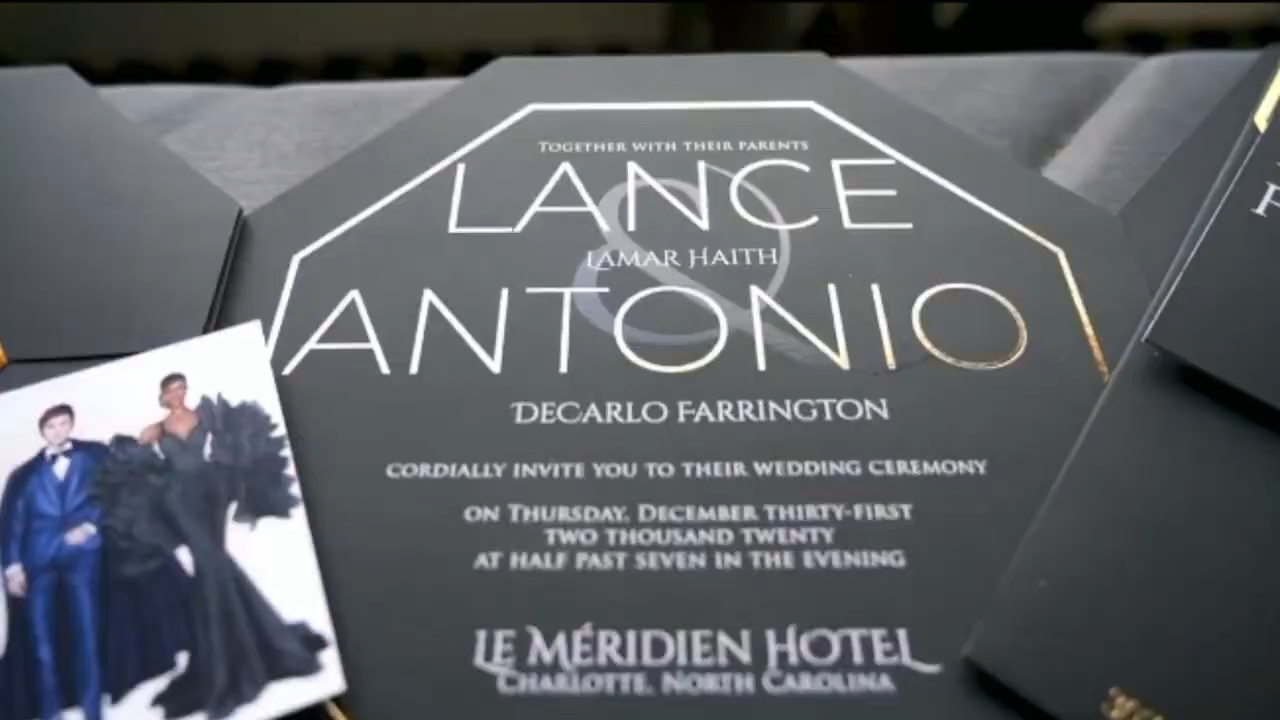 Together with their parents
LANCE
&
Lamar Haith
ANTONIO
DeCarlo Farrington
cordially invite you to their wedding ceremony
on Thursday, December thirty-first
two thousand twenty
at half past seven in the evening
Le Méridien Hotel
Charlotte, North Carolina